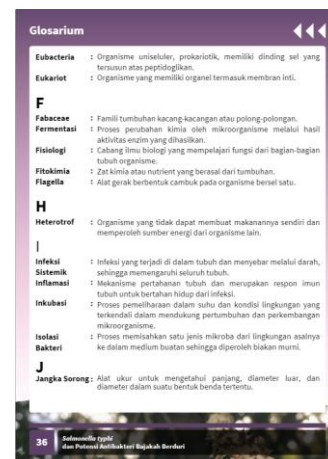 Glosarium
Eubacteria : Organisme uniseluler, prokariotik, memiliki dinding sel yang
tersusun atas peptidoglikan.
Eukariot : Organisme yang memiliki organel termasuk membran inti.
F
Fabaceae : Famili tumbuhan kacang-kacangan atau polong-polongan.
Fermentasi : Proses perubahan kimia oleh mikroorganisme melalui hasil
aktivitas enzim yang dihasilkan.
Fisiologi : Cabang ilmu biologi yang mempelajari fungsi dari bagian-bagian
tubuh organisme.
Fitokimia : Zat kimia atau nutrient yang berasal dari tumbuhan.
Flagella : Alat gerak berbentuk cambuk pada organisme bersel satu.
H
Heterotrof : Organisme yang tidak dapat membuat makanannya sendiri dan
memperoleh sumber energi dari organisme lain.
I
Infeksi : Infeksi yang terjadi di dalam tubuh dan menyebar melalui darah,
Sistemik sehingga memengaruhi seluruh tubuh.
Inflamasi : Mekanisme pertahanan tubuh dan merupakan respon imun
tubuh untuk bertahan hidup dari infeksi.
Inkubasi : Proses pemeliharaan dalam suhu dan kondisi lingkungan yang
terkendali dalam mendukung pertumbuhan dan perkembangan
mikroorganisme.
Isolasi : Proses memisahkan satu jenis mikroba dari lingkungan asalnya
Bakteri ke dalam medium buatan sehingga diperoleh biakan murni.
J
Jangka Sorong : Alat ukur untuk mengetahui panjang, diameter luar, dan
diameter dalam suatu bentuk benda tertentu.
36 Salmonella typhi
dan Potensi Antibakteri Bajakah Berduri